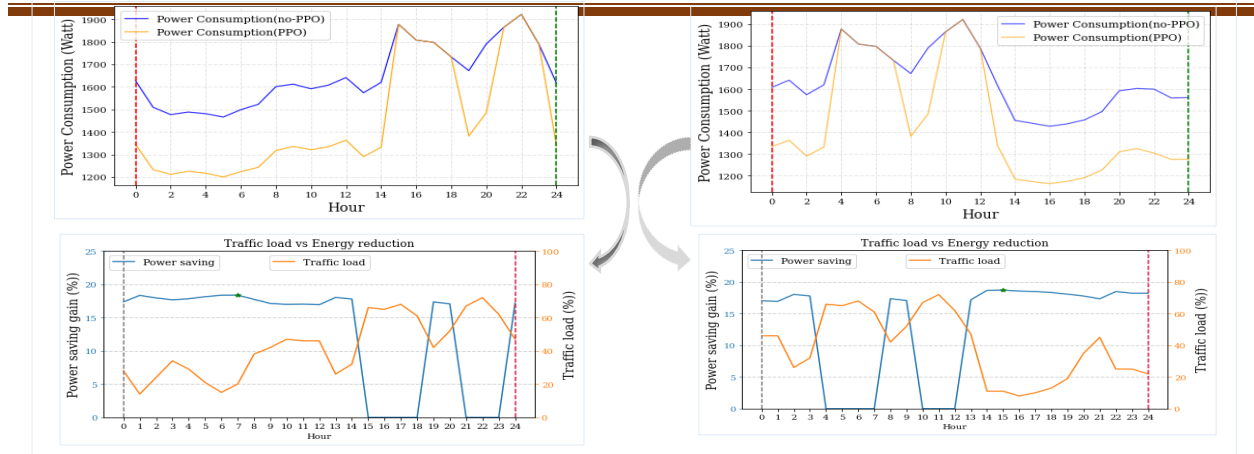 Power Consumption (Watt)
1900
1800
1700
1600
1500
1400
1300
1200
Power Consumption(no-PPO)
Power Consumption(PPO)
0 2 4 6 8 10 12 14 16 18 20 22 24
Hour
Power Consumption (Watt)
1900
1800
1700
1600
1500
1400
1300
1200
Power Consumption(no-PPO)
Power Consumption(PPO)
0 2 4 6 8 10 12 14 16 18 20 22 24
Hour
Traffic load vs Energy reduction
Power saving gain (%))
25
20
15
10
5
0
Power saving
Traffic load
100
80
60
40
20
0
Traffic load (%))
0 1 2 3 4 5 6 7 8 9 10 11 12 13 14 15 16 17 18 19 20 21 22 23 24
Hour
Traffic load vs Energy reduction
Power saving gain (%))
25
20
15
10
5
0
Power saving
Traffic load
100
80
60
40
20
0
Traffic load (%))
0 1 2 3 4 5 6 7 8 9 10 11 12 13 14 15 16 17 18 19 20 21 22 23 24
Hour